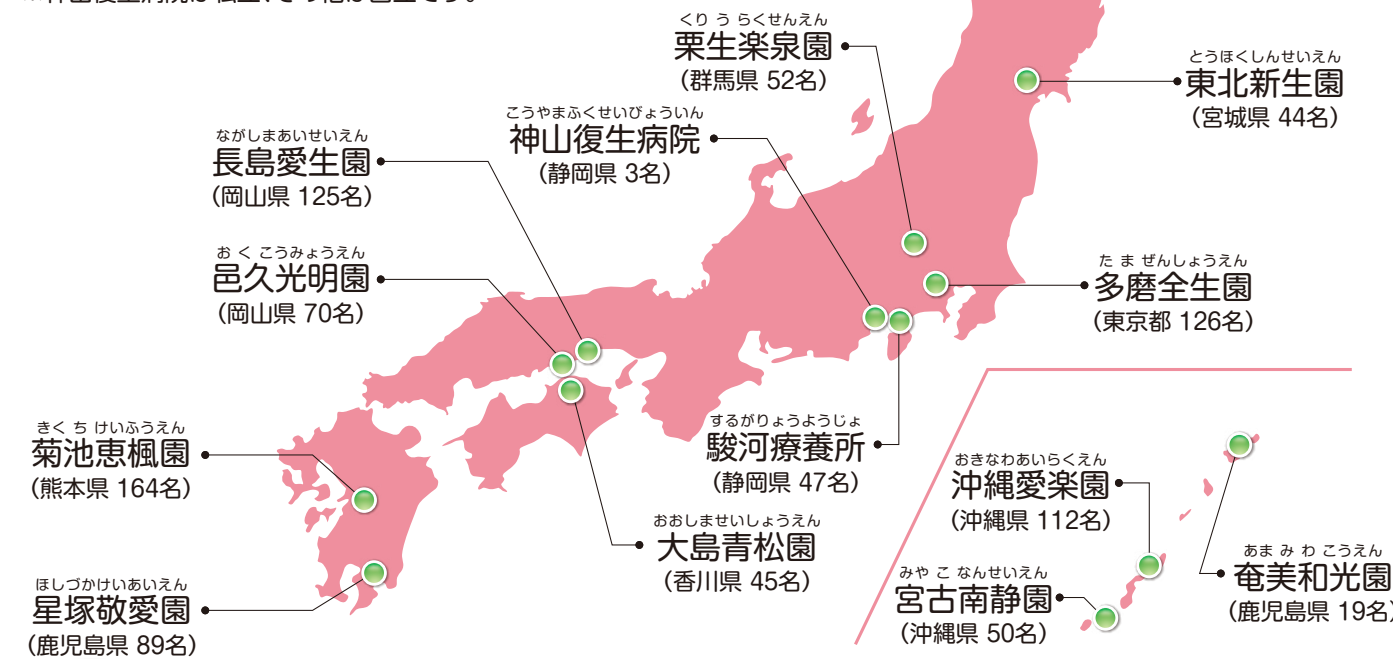 くりうらくせんえん
栗生楽泉園
(群馬県 52名)
とうほくしんせいえん
東北新生園
(宮城県 44名)
こうやまふくせいびょういん
神山復生病院
(静岡県 3名)
ながしまあいせいえん
長島愛生園
(岡山県 125名)
おくこうみょうえん
邑久光明園
(岡山県 70名)
たまぜんしょうえん
多磨全生園
(東京都 126名)
きくちけいふうえん
菊池恵楓園
(熊本県 164名)
するがりょうようじょ
駿河療養所
(静岡県 47名)
おきなわあいらくえん
沖縄愛楽園
(沖縄県 112名)
おおしませいしょうえん
大島青松園
(香川県 45名)
あまみわこうえん
奄美和光園
(鹿児島県 19名)
みやこなんせいえん
宮古南静園
(沖縄県 50名)
ほしづかけいあいえん
星塚敬愛園
(鹿児島県 89名)